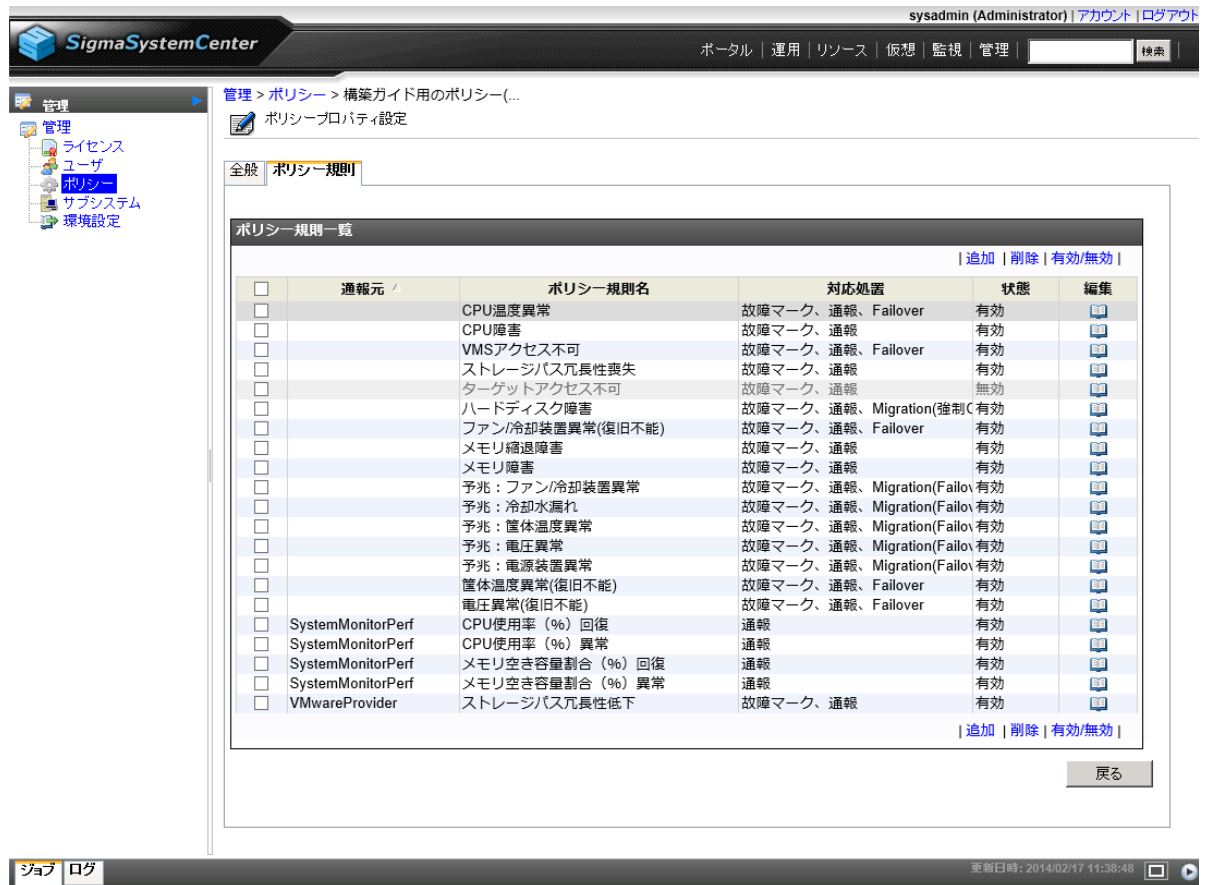 sysadmin (Administrator) | アカウント | ログアウト
SigmaSystemCenter
ポータル | 運用 | リソース | 仮想 | 監視 | 管理 | 検索 |
管理
管理
ライセンス
ユーザ
ポリシー
サブシステム
環境設定
管理 > ポリシー > 構築ガイド用のポリシー(...
ポリシープロパティ設定
全般 ポリシー規則
ポリシー規則一覧
| 追加 | 削除 | 有効/無効 |
通報元 ポリシー規則名 対応処置 状態 編集
CPU温度異常 故障マーク、通報、Failover 有効
CPU障害 故障マーク、通報 有効
VMSアクセス不可 故障マーク、通報、Failover 有効
ストレージパス冗長性喪失 故障マーク、通報 有効
ターゲットアクセス不可 故障マーク、通報 無効
ハードディスク障害 故障マーク、通報、Migration(強制C 有効
ファン/冷却装置異常(復旧不能) 故障マーク、通報、Failover 有効
メモリ縮退障害 故障マーク、通報 有効
メモリ障害 故障マーク、通報 有効
予兆：ファン/冷却装置異常 故障マーク、通報、Migration(Failov 有効
予兆：冷却水漏れ 故障マーク、通報、Migration(Failov 有効
予兆：筐体温度異常 故障マーク、通報、Migration(Failov 有効
予兆：電圧異常 故障マーク、通報、Migration(Failov 有効
予兆：電源装置異常 故障マーク、通報、Migration(Failov 有効
筐体温度異常(復旧不能) 故障マーク、通報、Failover 有効
電圧異常(復旧不能) 故障マーク、通報、Failover 有効
SystemMonitorPerf CPU使用率（%）回復 通報 有効
SystemMonitorPerf CPU使用率（%）異常 通報 有効
SystemMonitorPerf メモリ空き容量割合（%）回復 通報 有効
SystemMonitorPerf メモリ空き容量割合（%）異常 通報 有効
VMwareProvider ストレージパス冗長性低下 故障マーク、通報 有効
| 追加 | 削除 | 有効/無効 |
戻る
ジョブ ログ 更新日時: 2014/02/17 11:38:48